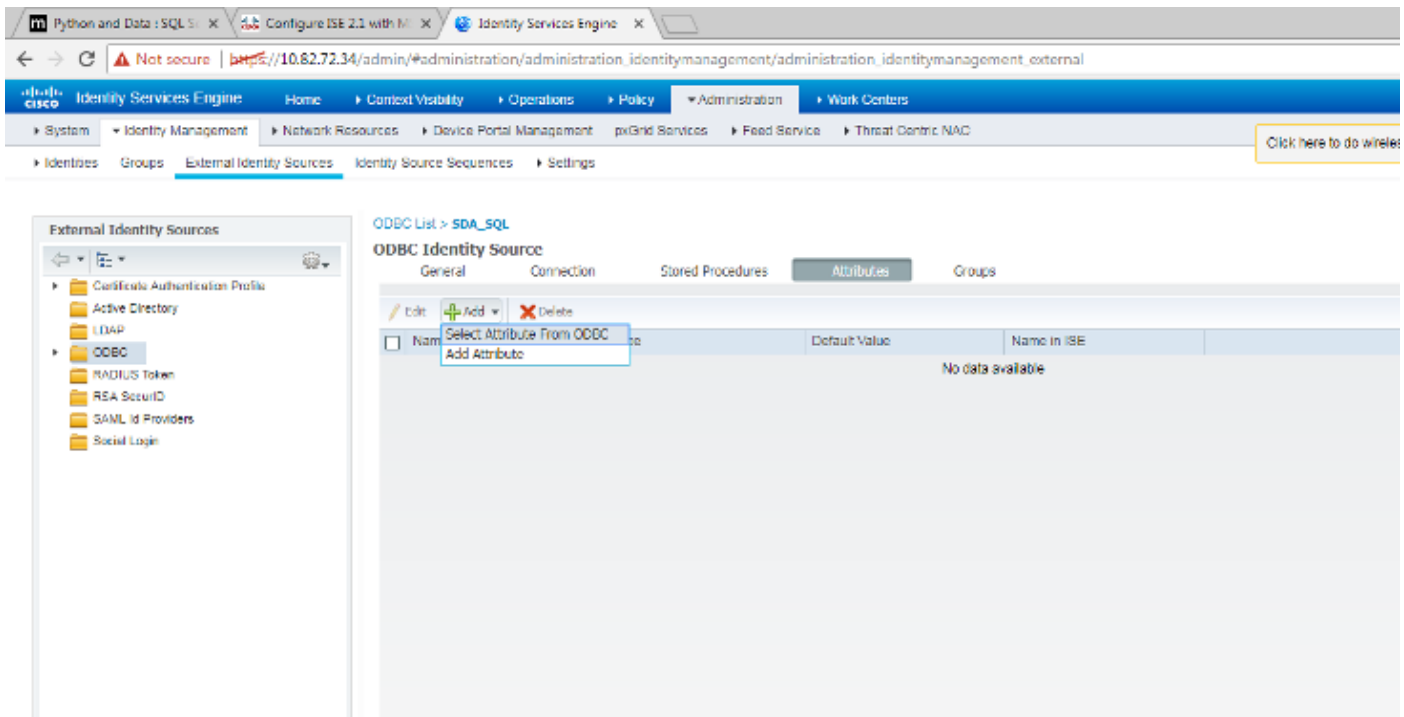 Python and Data : SQL S Configure ISE 2.1 with M Identity Services Engine
Not secure | https://10.82.72.34/admin/#administration/administration_identitymanagement/administration_identitymanagement_external
CISCO Identity Services Engine Home Context Visibility Operations Policy Administration Work Centers
System Identity Management Network Resources Device Portal Management pxGrid Services Feed Service Threat Centric NAC
Click here to do wireles
Identities Groups External Identity Sources Identity Source Sequences Settings
External Identity Sources
Certificate Authentication Profile
Active Directory
LDAP
ODBC
RADIUS Token
RSA SecurID
SAML Id Providers
Social Login
ODBC List > SDA_SQL
ODBC Identity Source
General Connection Stored Procedures Attributes Groups
Edit Add Delete
Select Attribute From ODBC
Add Attribute
Nam Default Value Name in ISE
No data available